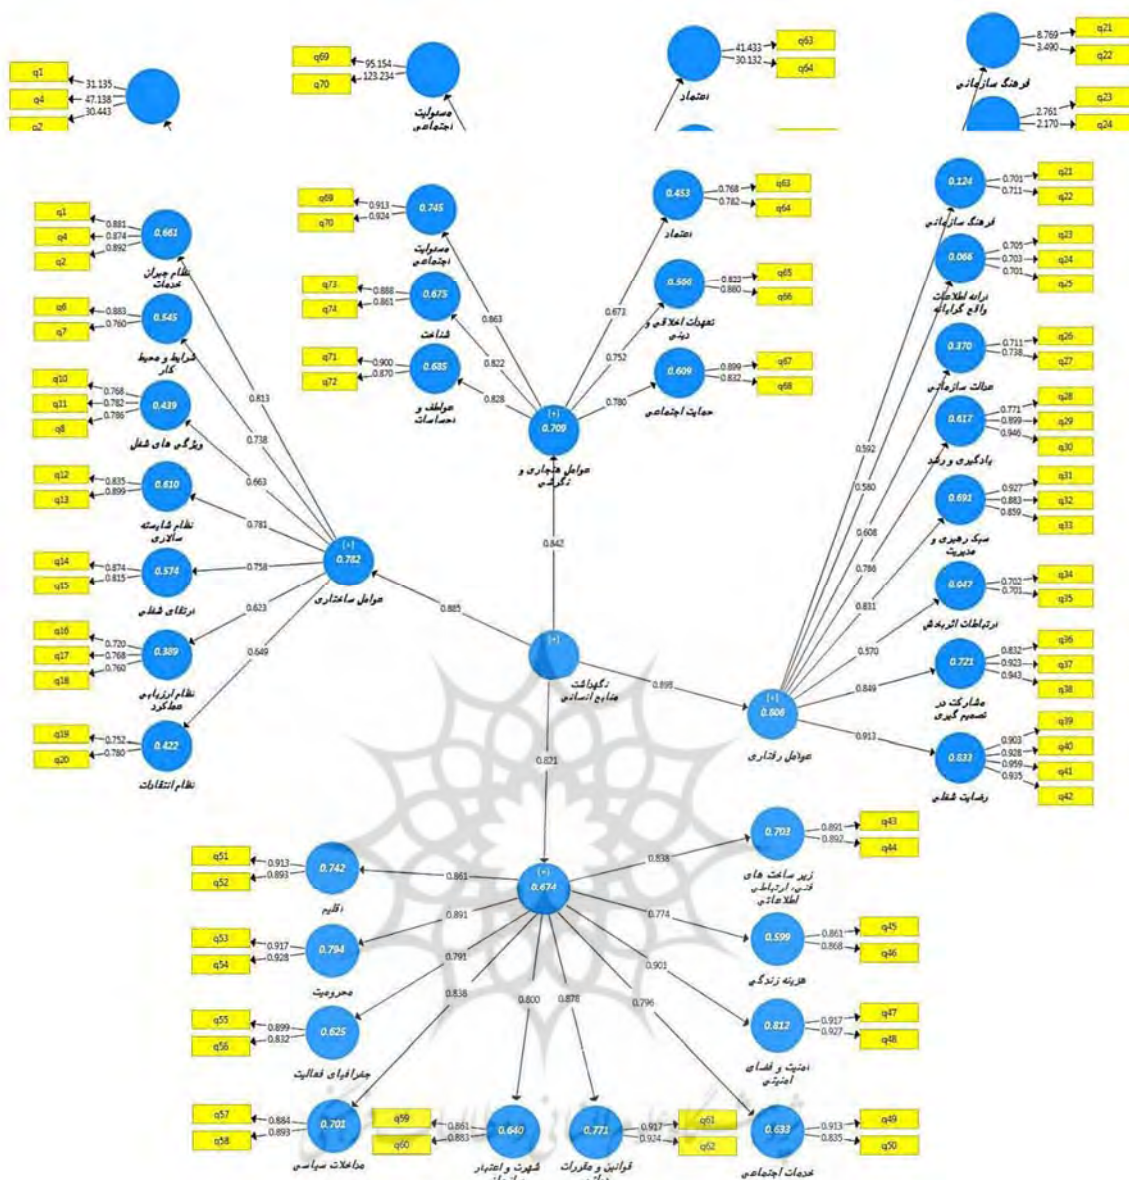 q1
q4
q2
31.135
47.138
30.443
q69
q70
95.154
123.234
مسئولیت
اجتماعی
41.433
30.132
q63
q64
اعتماد
8.769
3.490
q21
q22
فرهنگ سازمانی
2.761
2.170
q23
q24
q1
q4
q2
0.881
0.874
0.892
0.661
نظام جبران
خدمات
q6
q7
0.883
0.760
0.545
شرایط و محیط
کار
q10
q11
q8
0.768
0.782
0.786
0.439
ویژگی های شغل
q12
q13
0.835
0.899
0.610
نظام شایسته
سالاری
q14
q15
0.874
0.815
0.574
ارتقای شغلی
q16
q17
q18
0.720
0.768
0.760
0.389
نظام ارزیابی
عملکرد
q19
q20
0.752
0.780
0.422
نظام انتقادات
0.813
0.738
0.663
0.781
0.758
0.623
0.649
[+]
0.782
عوامل ساختاری
q69
q70
0.913
0.924
0.745
مسئولیت
اجتماعی
q73
q74
0.888
0.861
0.675
شناخت
q71
q72
0.900
0.870
0.685
عواطف و
احساسات
0.863
0.822
0.828
0.453
0.768
0.782
q63
q64
اعتماد
0.823
0.880
q65
q66
تعهدات اخلاقی و
دینی
0.609
0.899
0.832
q67
q68
حمایت اجتماعی
0.673
0.752
0.780
[+]
0.709
عوامل هنجاری و
نگرشی
0.842
0.885
0.898
0.821
[+]
نگهداشت
منابع انسانی
0.124
0.701
0.711
q21
q22
فرهنگ سازمانی
0.066
0.705
0.703
0.701
q23
q24
q25
ارائه اطلاعات
واقع گرایانه
0.370
0.711
0.738
q26
q27
عدالت سازمانی
0.617
0.771
0.899
0.946
q28
q29
q30
یادگیری و رشد
0.691
0.927
0.883
0.859
q31
q32
q33
سبک رهبری و
مدیریت
0.047
0.702
0.701
q34
q35
ارتباطات اثربخش
0.721
0.832
0.923
0.943
q36
q37
q38
مشارکت در
تصمیم گیری
0.833
0.903
0.928
0.959
0.935
q39
q40
q41
q42
رضایت شغلی
0.592
0.580
0.608
0.786
0.831
0.570
0.849
0.913
[+]
0.806
عوامل رفتاری
[+]
0.674
q51
q52
0.913
0.893
0.742
اقلیم
0.861
q53
q54
0.917
0.928
0.794
محرومیت
0.891
q55
q56
0.899
0.832
0.625
جغرافیای فعالیت
0.791
q57
q58
0.884
0.893
0.701
مداخلات سیاسی
0.838
q59
q60
0.861
0.883
0.640
شهرت و اعتبار
0.800
0.771
0.917
0.924
q61
q62
قوانین و مقررات
0.878
0.703
0.891
0.892
q43
q44
زیر ساخت های
فنی، ارتباطی
اطلاعاتی
0.838
0.599
0.861
0.868
q45
q46
هزینه زندگی
0.774
0.812
0.917
0.927
q47
q48
امنیت و فضای
امنیتی
0.901
0.633
0.913
0.835
q49
q50
خدمات اجتماعی
0.796